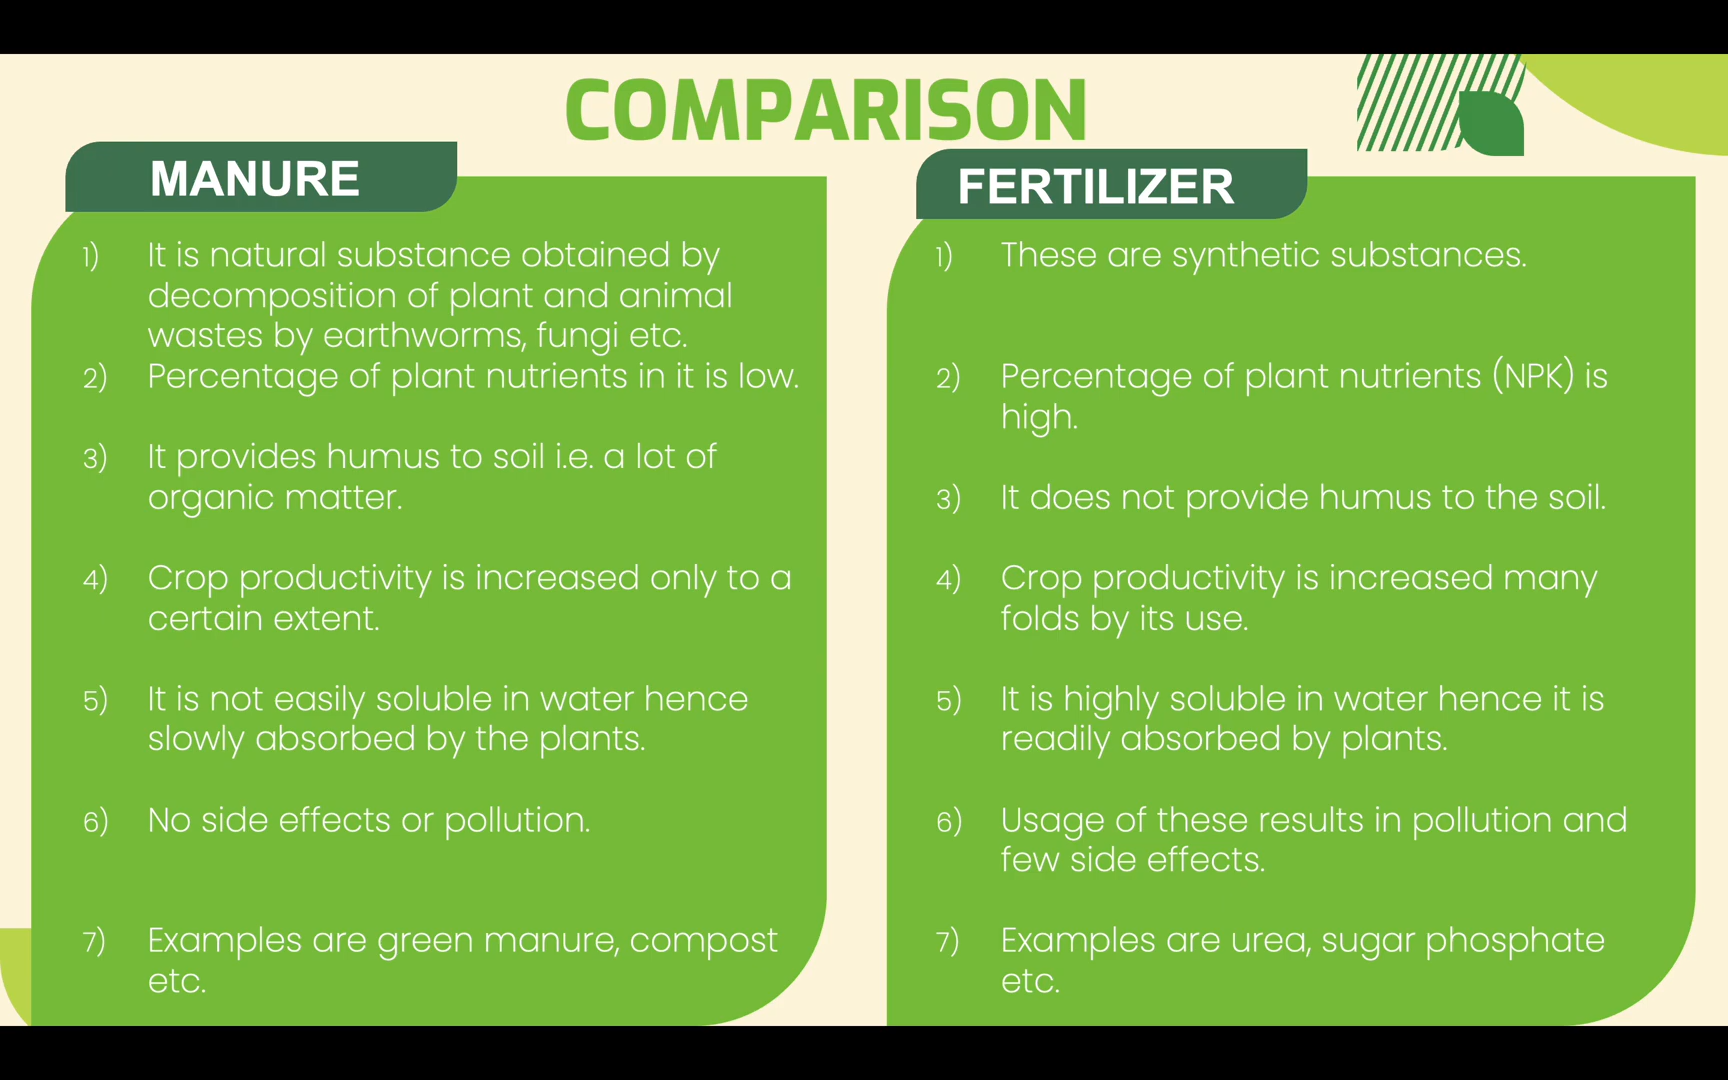 COMPARISON
MANURE
1) It is natural substance obtained by
decomposition of plant and animal
wastes by earthworms, fungi etc.
2) Percentage of plant nutrients in it is low.
3) It provides humus to soil i.e. a lot of
organic matter.
4) Crop productivity is increased only to a
certain extent.
5) It is not easily soluble in water hence
slowly absorbed by the plants.
6) No side effects or pollution.
7) Examples are green manure, compost
etc.
FERTILIZER
1) These are synthetic substances.
2) Percentage of plant nutrients (NPK) is
high.
3) It does not provide humus to the soil.
4) Crop productivity is increased many
folds by its use.
5) It is highly soluble in water hence it is
readily absorbed by plants.
6) Usage of these results in pollution and
few side effects.
7) Examples are urea, sugar phosphate
etc.